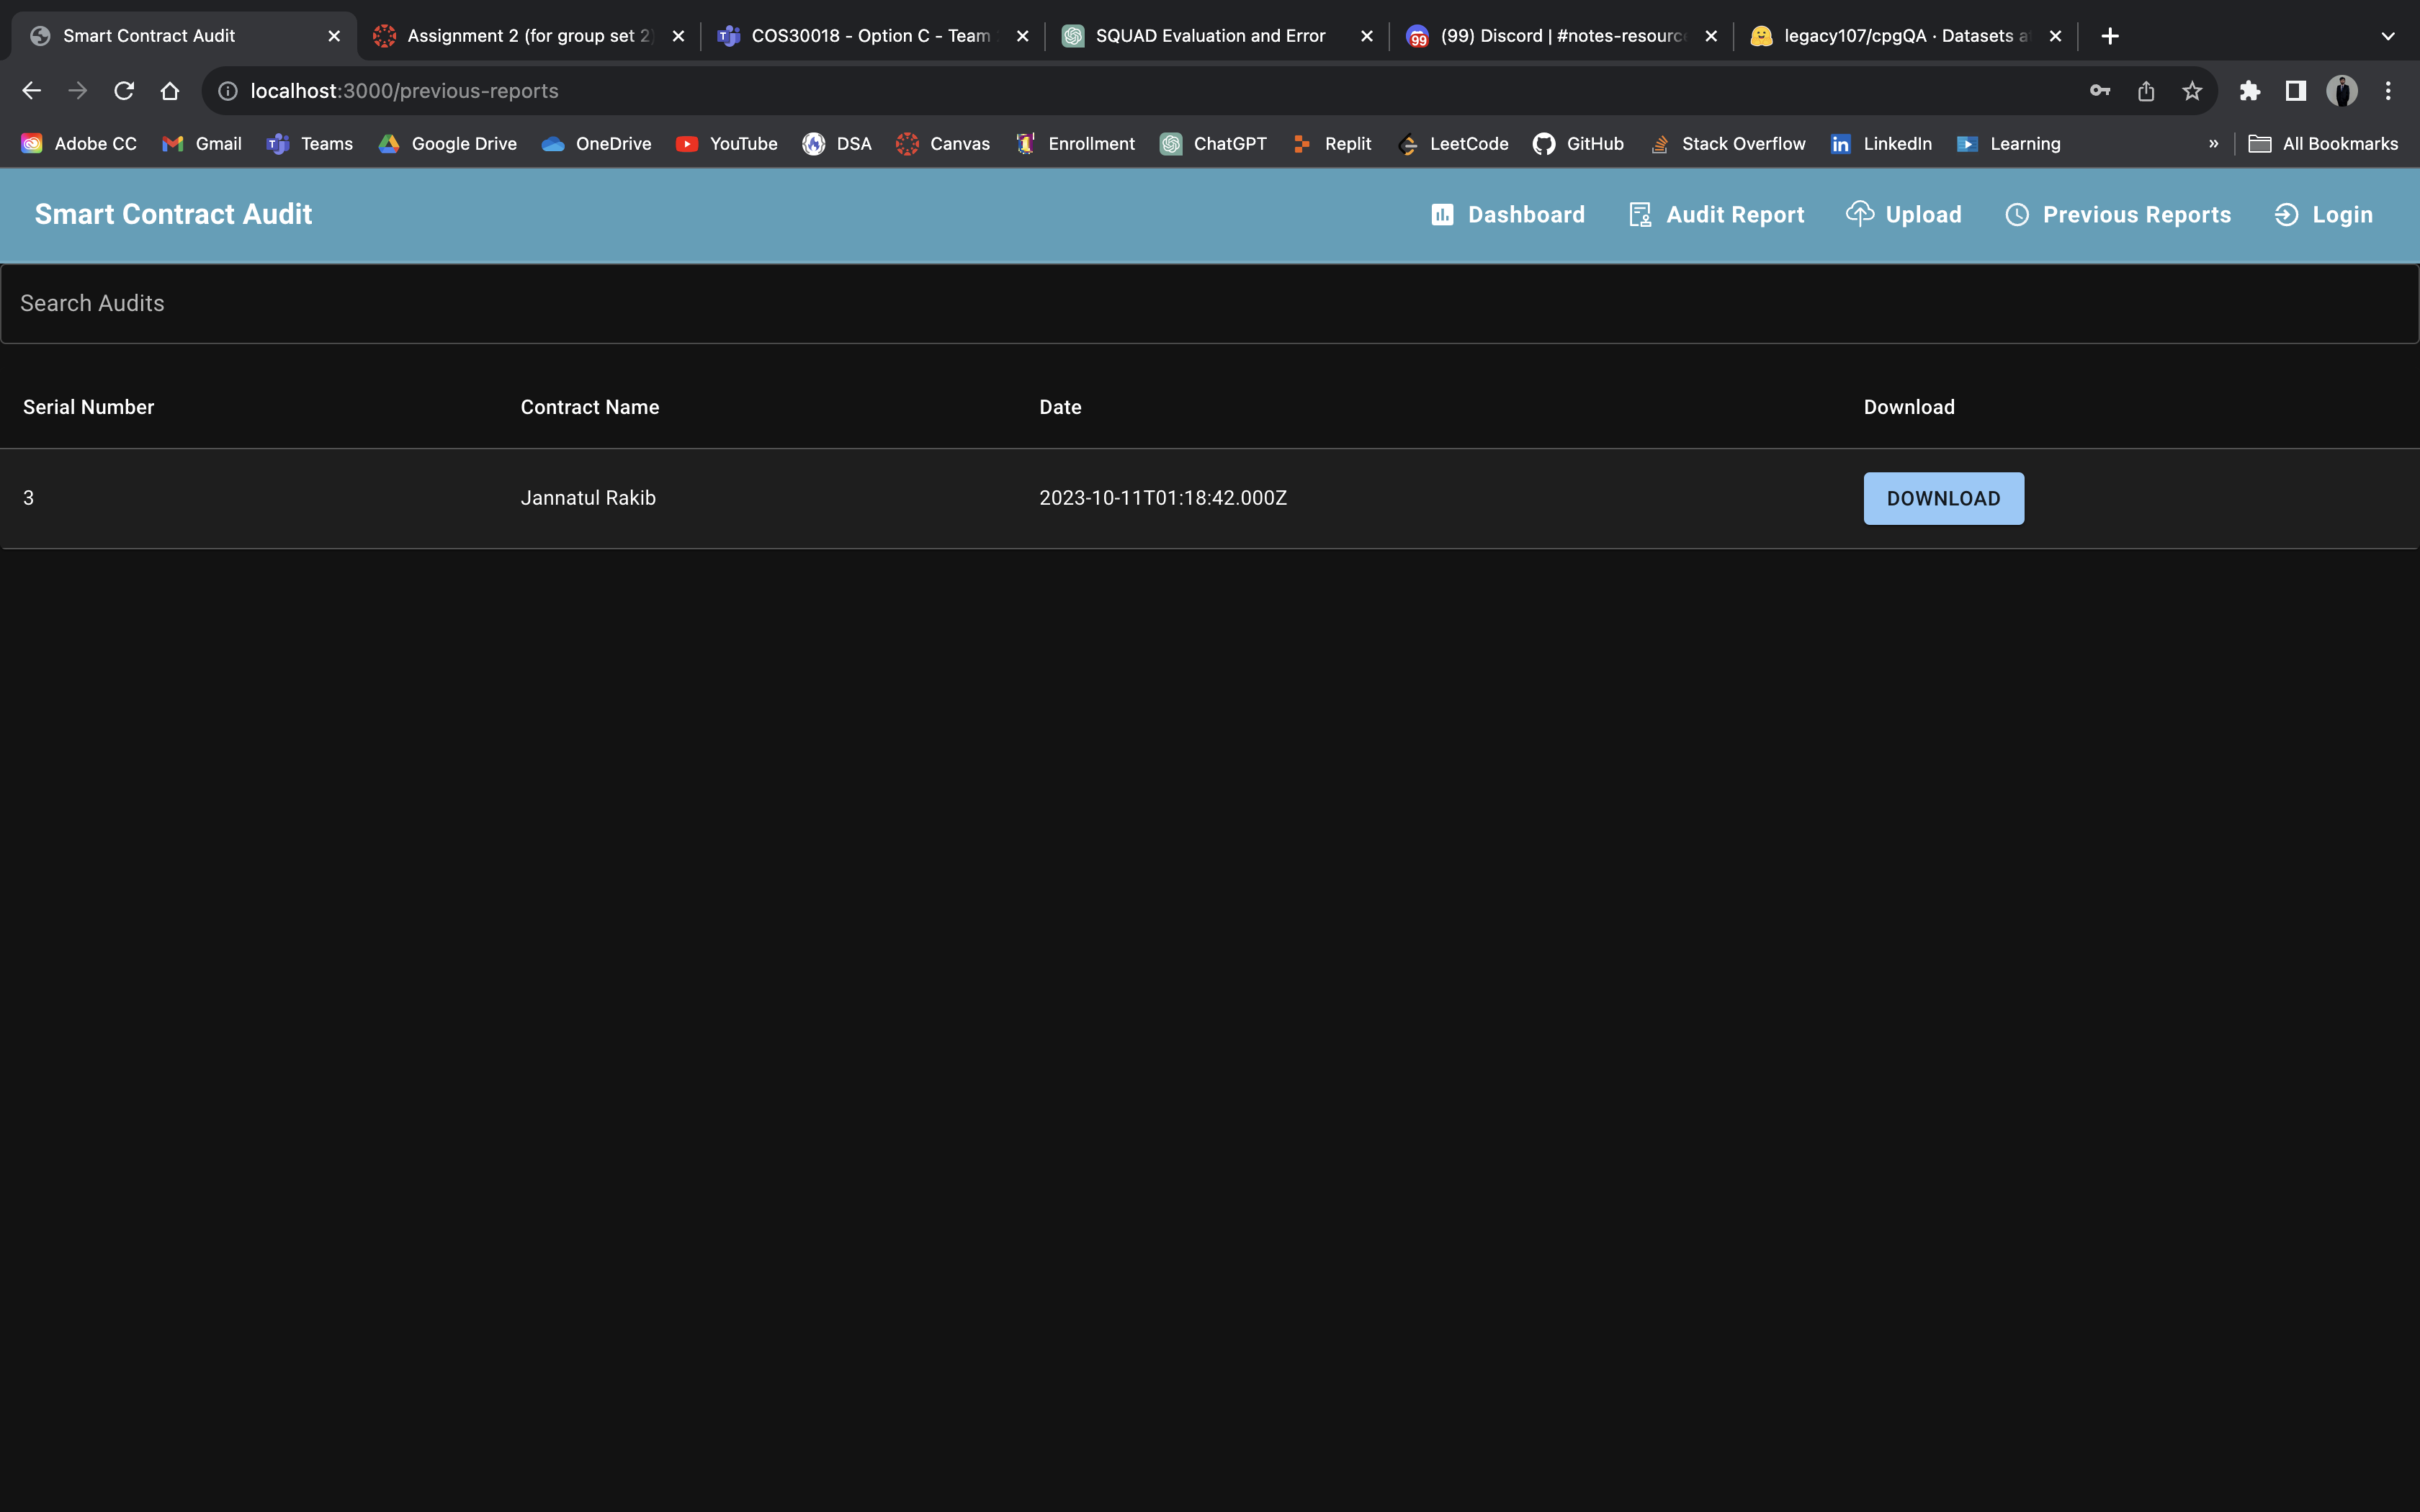 Smart Contract Audit
Assignment 2 (for group set 2)
COS30018 - Option C - Team
SQUAD Evaluation and Error
(99) Discord | #notes-resourc
legacy107/cpgQA · Datasets a
localhost:3000/previous-reports
Adobe CC Gmail Teams Google Drive OneDrive YouTube DSA Canvas Enrollment ChatGPT Replit LeetCode GitHub Stack Overflow LinkedIn Learning » All Bookmarks
Smart Contract Audit Dashboard Audit Report Upload Previous Reports Login
Search Audits
Serial Number Contract Name Date Download
3 Jannatul Rakib 2023-10-11T01:18:42.000Z DOWNLOAD